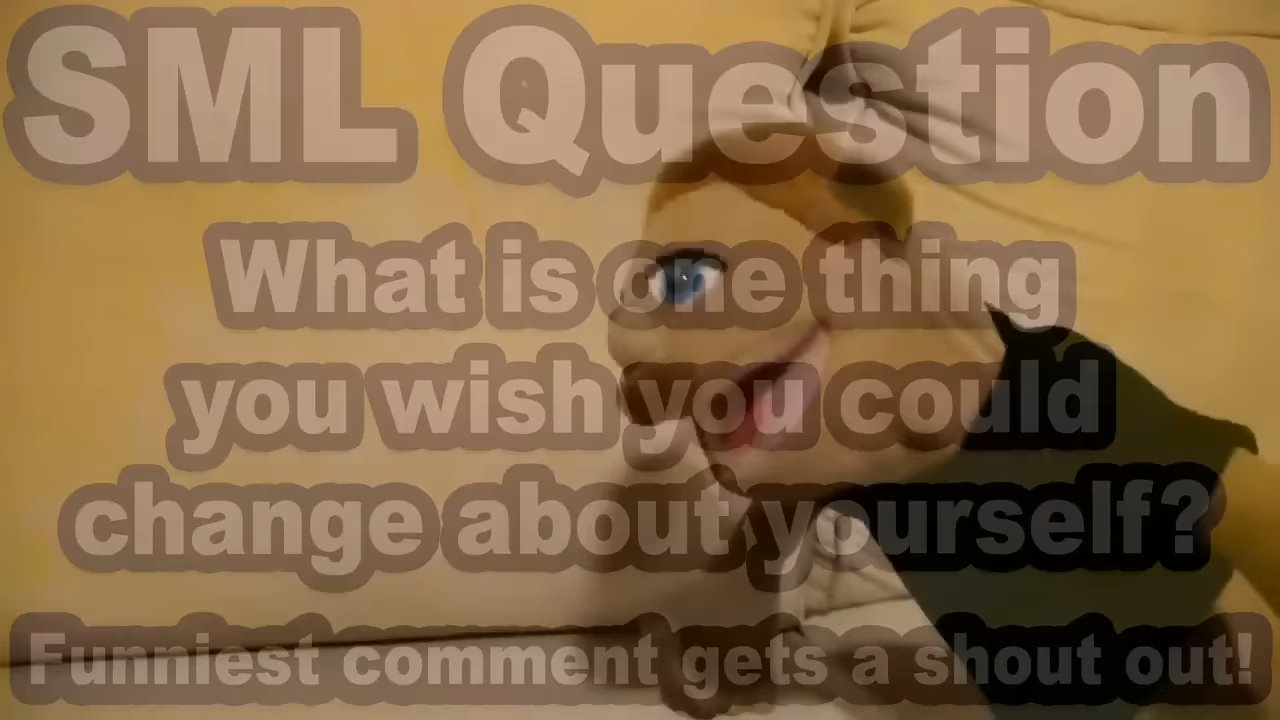 SML Question
What is one thing
you wish you could
change about yourself?
Funniest comment gets a shout out!